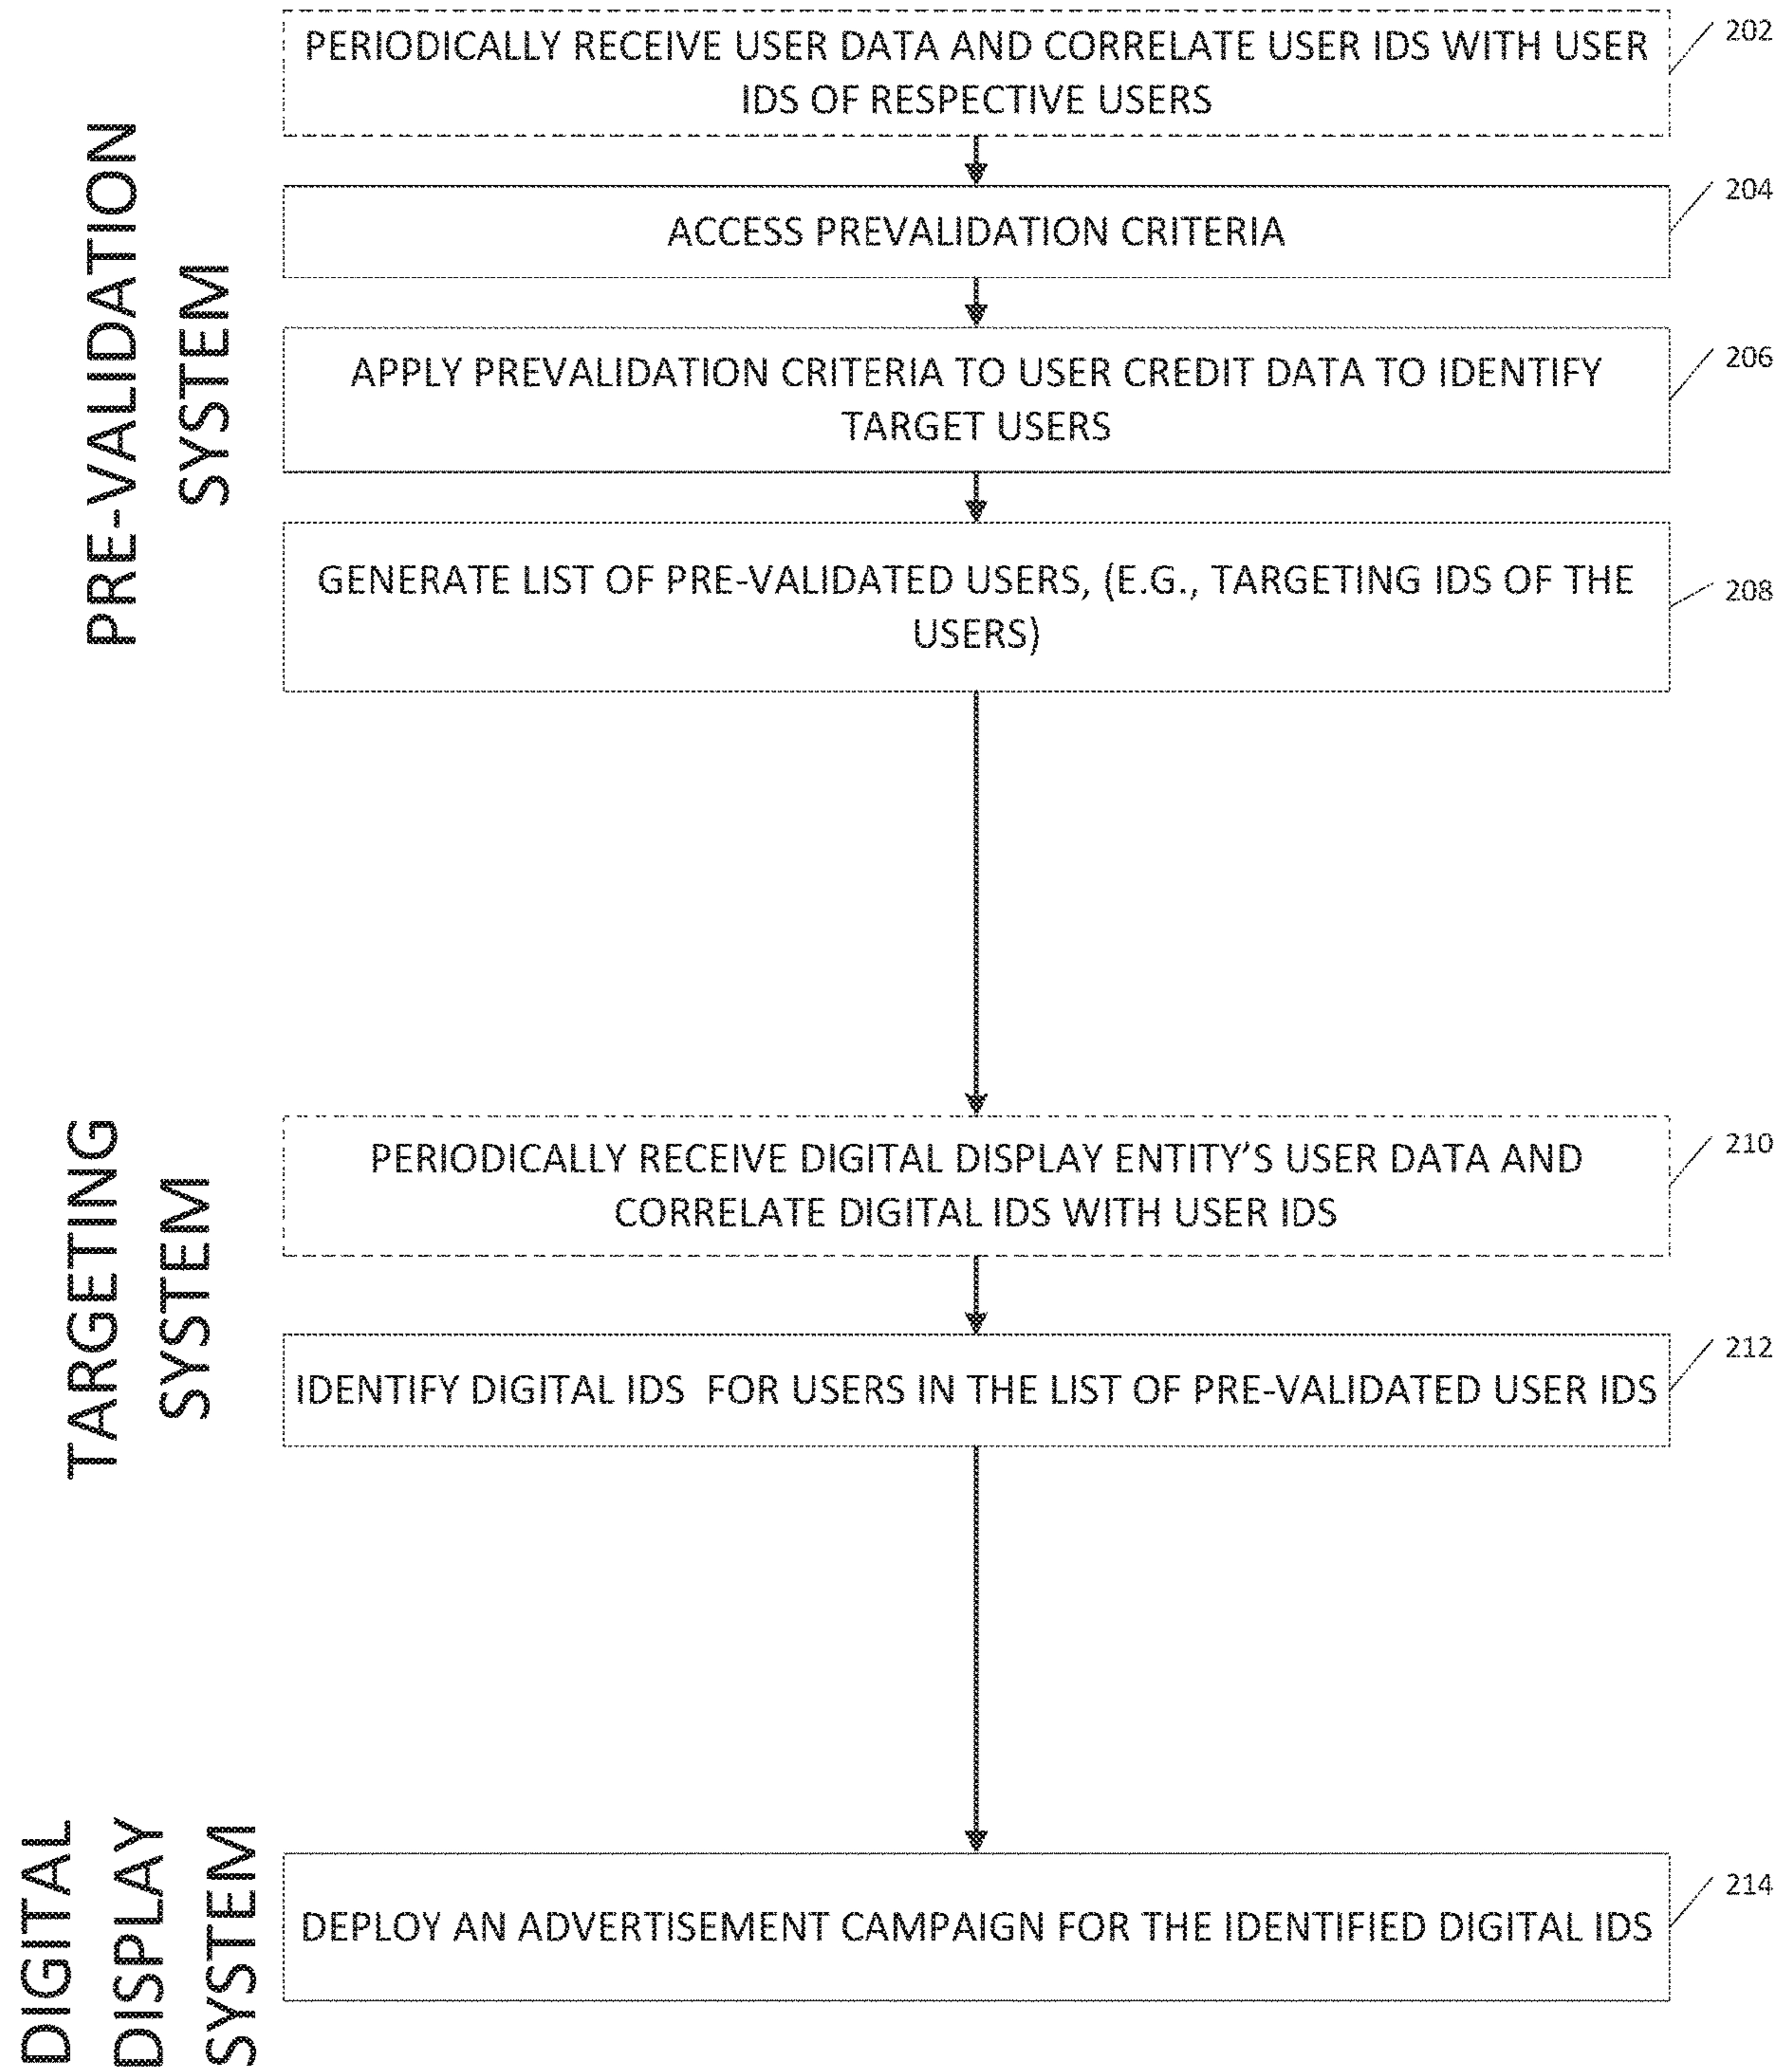 PRE-VALIDATION
SYSTEM
PERIODICALLY RECEIVE USER DATA AND CORRELATE USER IDS WITH USER
IDS OF RESPECTIVE USERS
202
ACCESS PREVALIDATION CRITERIA
204
APPLY PREVALIDATION CRITERIA TO USER CREDIT DATA TO IDENTIFY
TARGET USERS
206
GENERATE LIST OF PRE-VALIDATED USERS, (E.G., TARGETING IDS OF THE
USERS)
208
TARGETING
SYSTEM
PERIODICALLY RECEIVE DIGITAL DISPLAY ENTITY'S USER DATA AND
CORRELATE DIGITAL IDS WITH USER IDS
210
IDENTIFY DIGITAL IDS FOR USERS IN THE LIST OF PRE-VALIDATED USER IDS
212
DIGITAL
DISPLAY
SYSTEM
DEPLOY AN ADVERTISEMENT CAMPAIGN FOR THE IDENTIFIED DIGITAL IDS
214